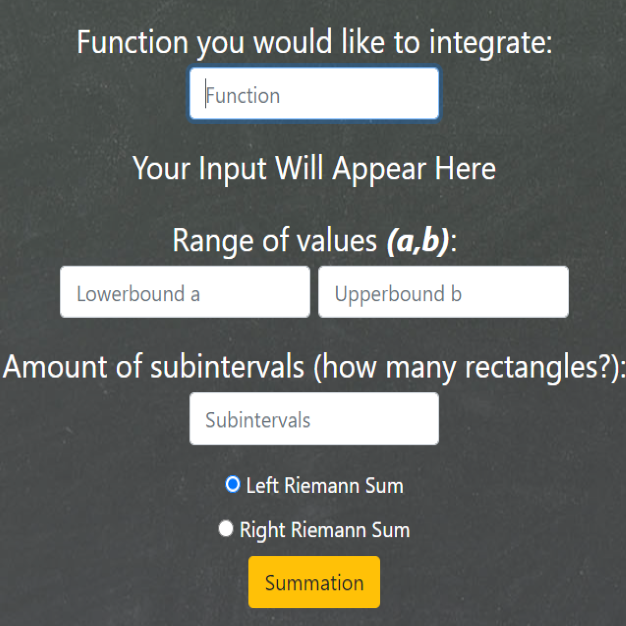 Function you would like to integrate:
Function
Your Input Will Appear Here
Range of values (a,b):
Lowerbound a Upperbound b
Amount of subintervals (how many rectangles?):
Subintervals
Left Riemann Sum
Right Riemann Sum
Summation